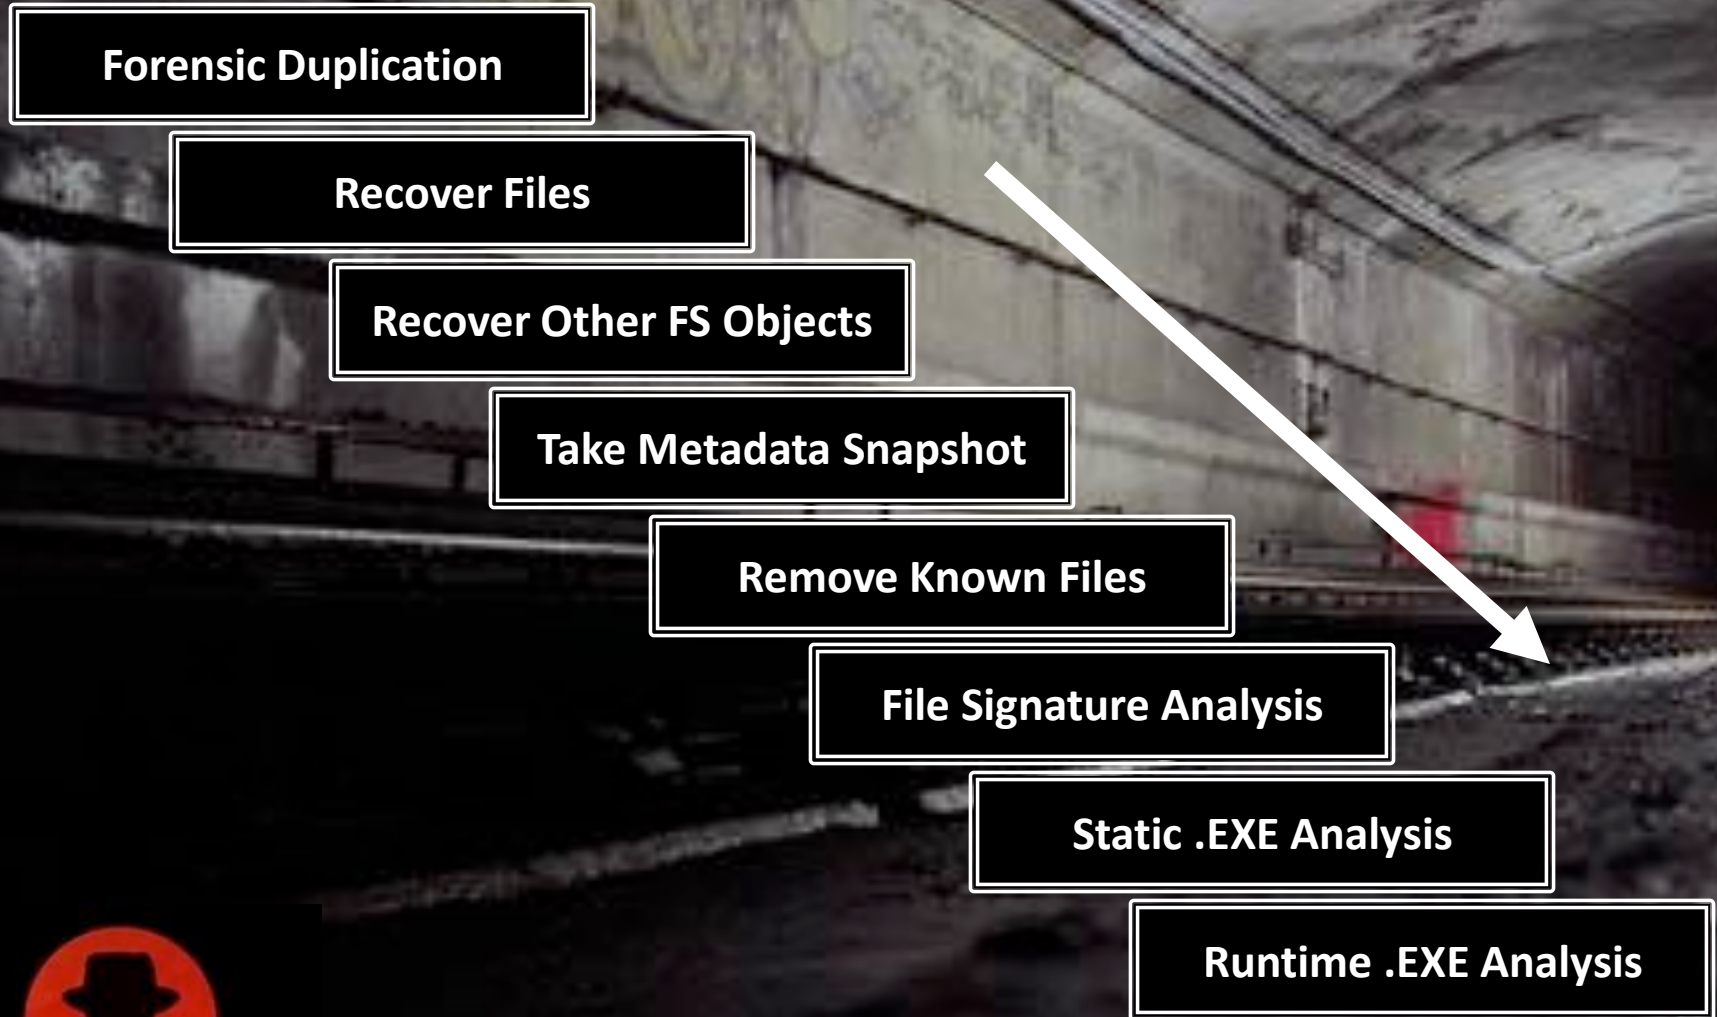 Forensic Duplication
Recover Files
Recover Other FS Objects
Take Metadata Snapshot
Remove Known Files
File Signature Analysis
Static .EXE Analysis
Runtime .EXE Analysis